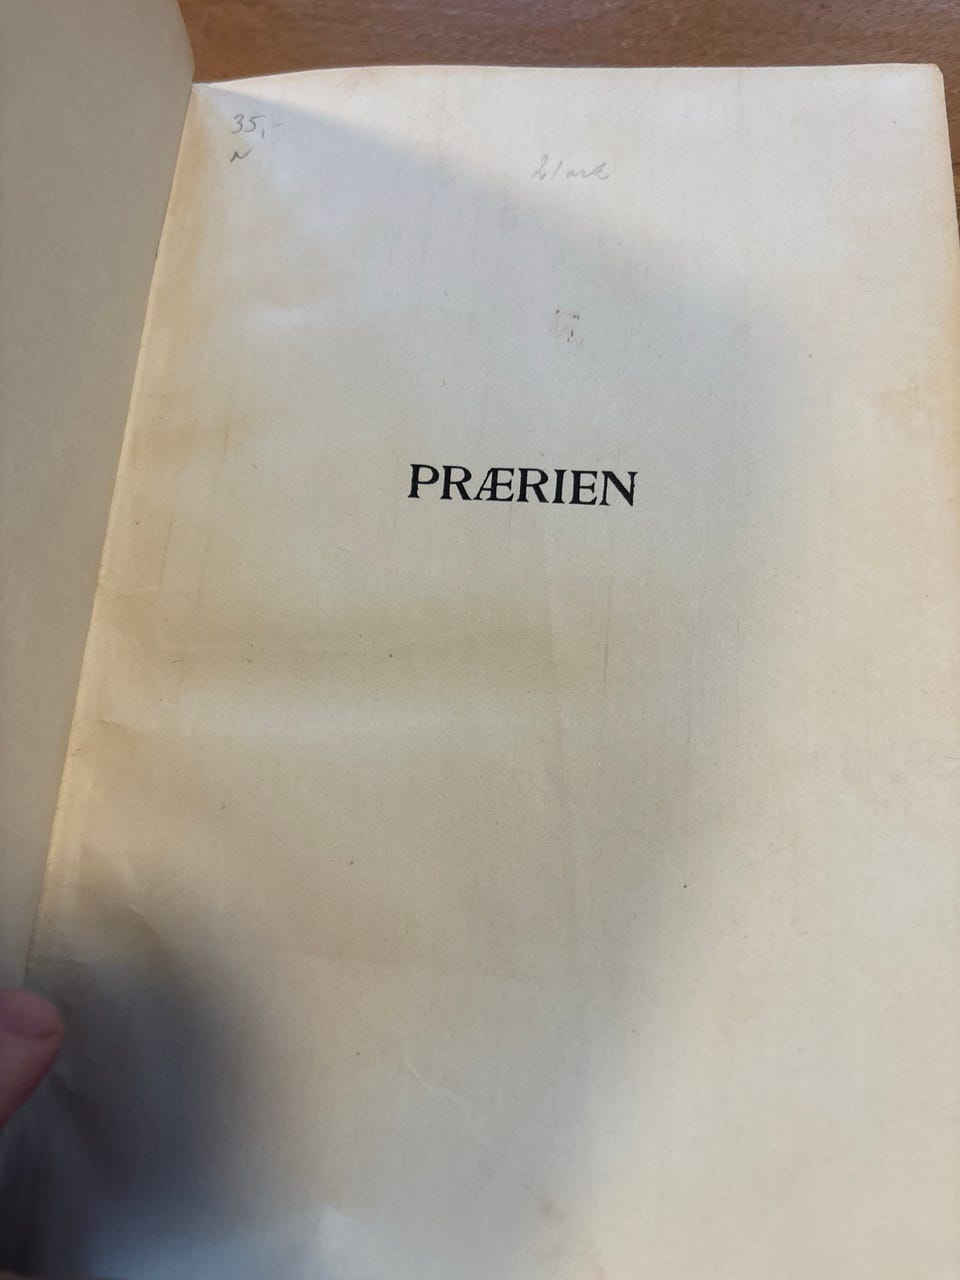 35,-
N
21 ark
PRÆRIEN